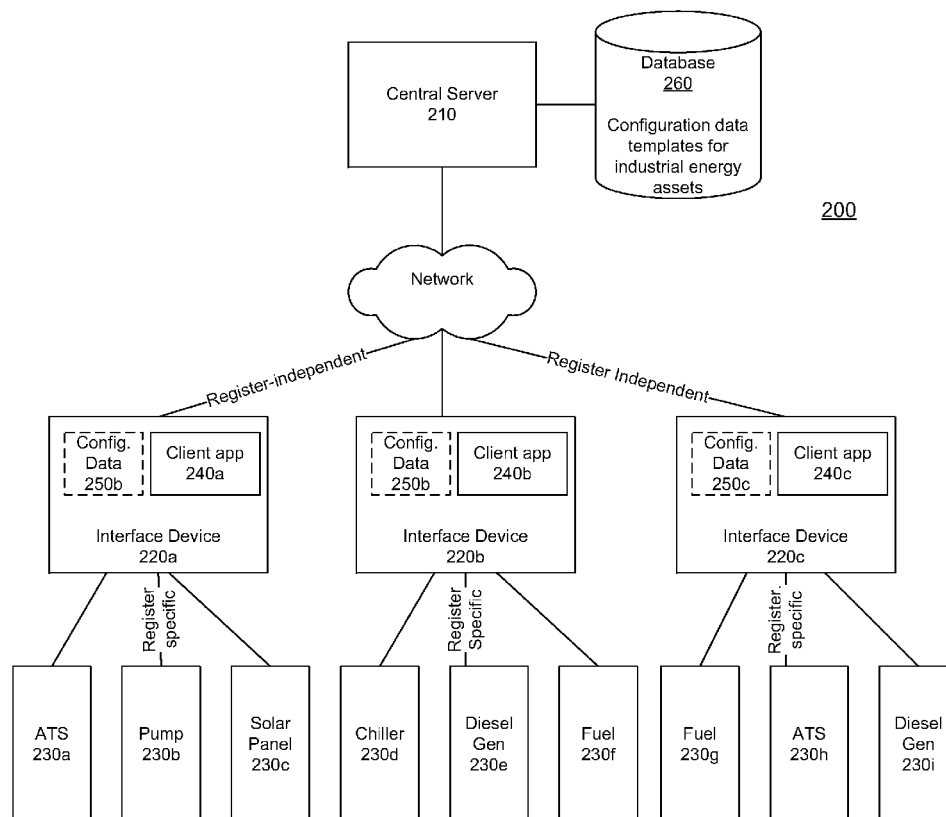 Central Server
210
Database
260
Configuration data
templates for
industrial energy
assets
200
Network
Register-independent
Register Independent
Config.
Data
250b
Client app
240a
Interface Device
220a
Config.
Data
250b
Client app
240b
Interface Device
220b
Config.
Data
250c
Client app
240c
Interface Device
220c
Register
specific
Register
Specific
Register.
specific
ATS
230a
Pump
230b
Solar
Panel
230c
Chiller
230d
Diesel
Gen
230e
Fuel
230f
Fuel
230g
ATS
230h
Diesel
Gen
230i